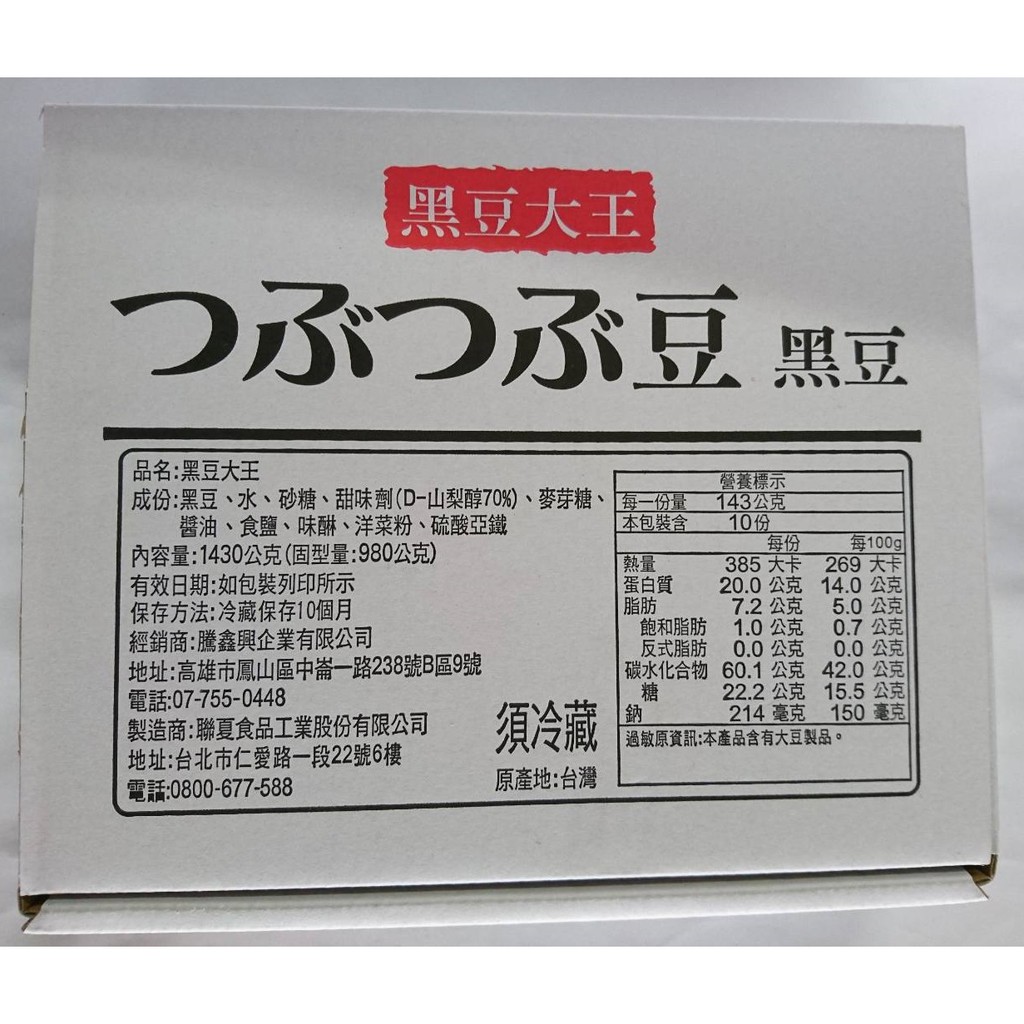 黑豆大王
つぶつぶ豆 黑豆
品名:黑豆大王
成份:黑豆、水、砂糖、甜味劑(D-山梨醇70%)、麥芽糖、
醬油、食鹽、味醂、洋菜粉、硫酸亞鐵
內容量:1430公克(固型量:980公克)
有效日期:如包裝列印所示
保存方法:冷藏保存10個月
經銷商:騰鑫興企業有限公司
地址:高雄市鳳山區中崙一路238號B區9號
電話:07-755-0448
製造商:聯夏食品工業股份有限公司
地址:台北市仁愛路一段22號6樓
電話:0800-677-588
須冷藏
原產地:台灣
營養標示
每一份量 143公克
本包裝含 10份
每份 每100g
熱量 385 大卡 269 大卡
蛋白質 20.0 公克 14.0 公克
脂肪 7.2 公克 5.0 公克
飽和脂肪 1.0 公克 0.7 公克
反式脂肪 0.0 公克 0.0 公克
碳水化合物 60.1 公克 42.0 公克
糖 22.2 公克 15.5 公克
鈉 214 毫克 150 毫克
過敏原資訊:本產品含有大豆製品。